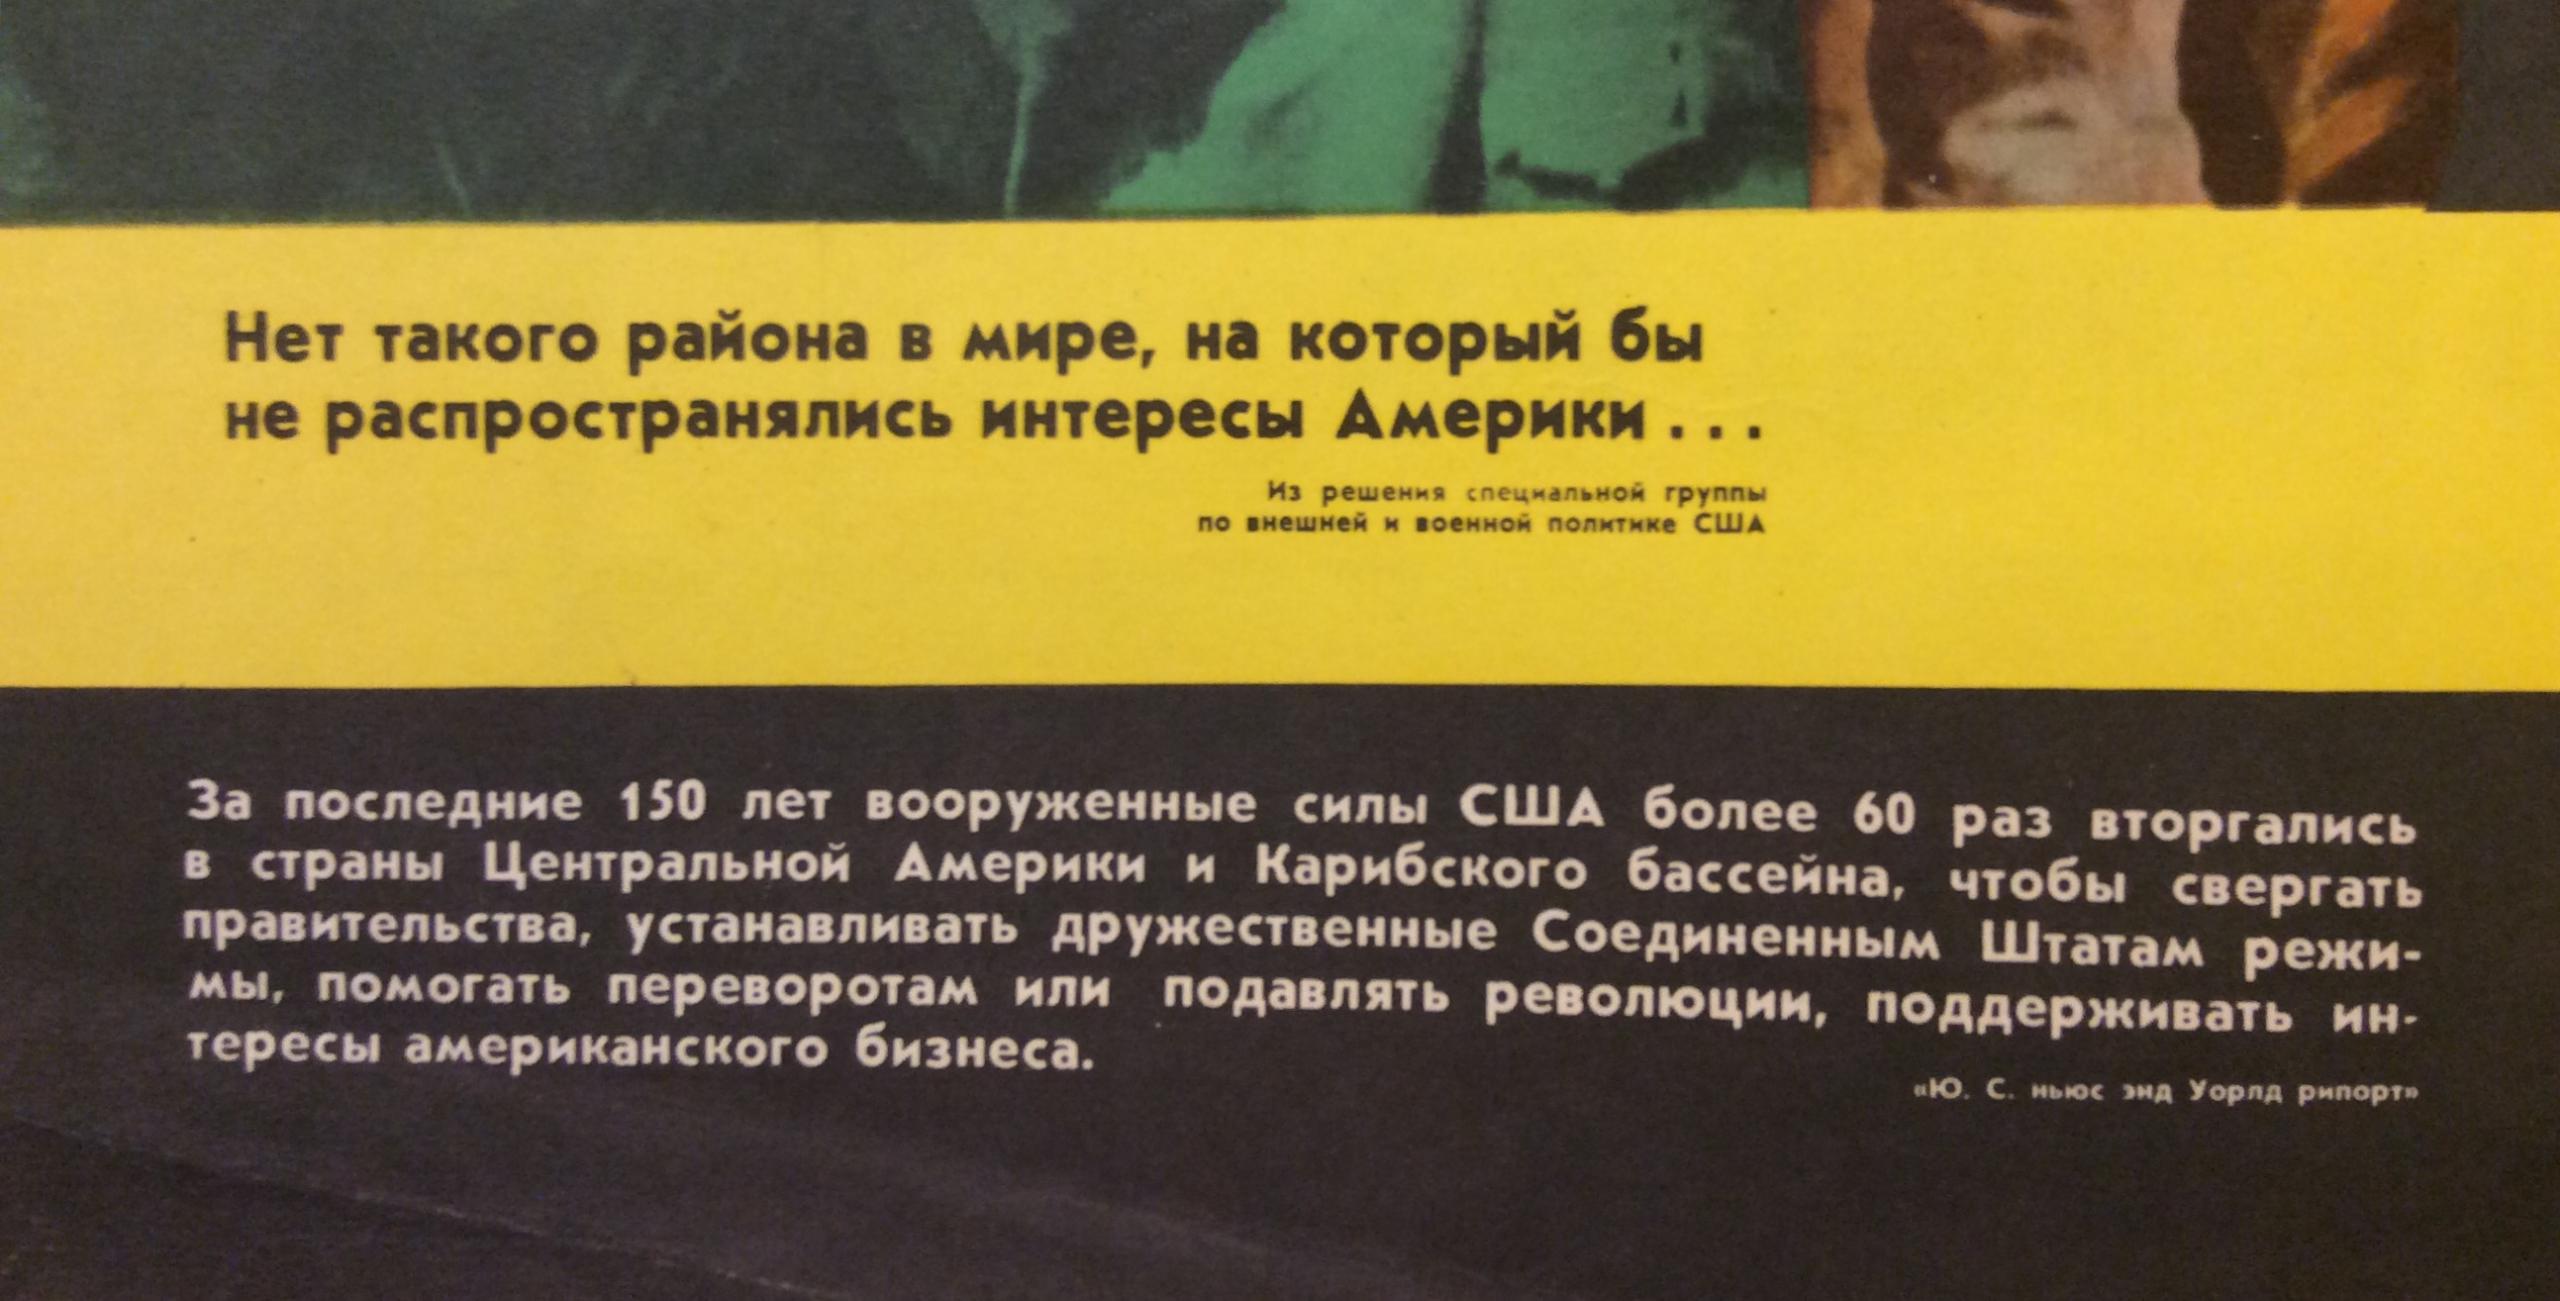 Нет такого района в мире, на который бы
не распространялись интересы Америки...
Из решения специальной группы
по внешней и военной политике США
За последние 150 лет вооруженные силы США более 60 раз вторгались
в страны Центральной Америки и Карибского бассейна, чтобы свергать
правительства, устанавливать дружественные Соединенным Штатам режи-
мы, помогать переворотам или подавлять революции, поддерживать ин-
тересы американского бизнеса.
«Ю. С. ньюс энд Уорлд рипорт»